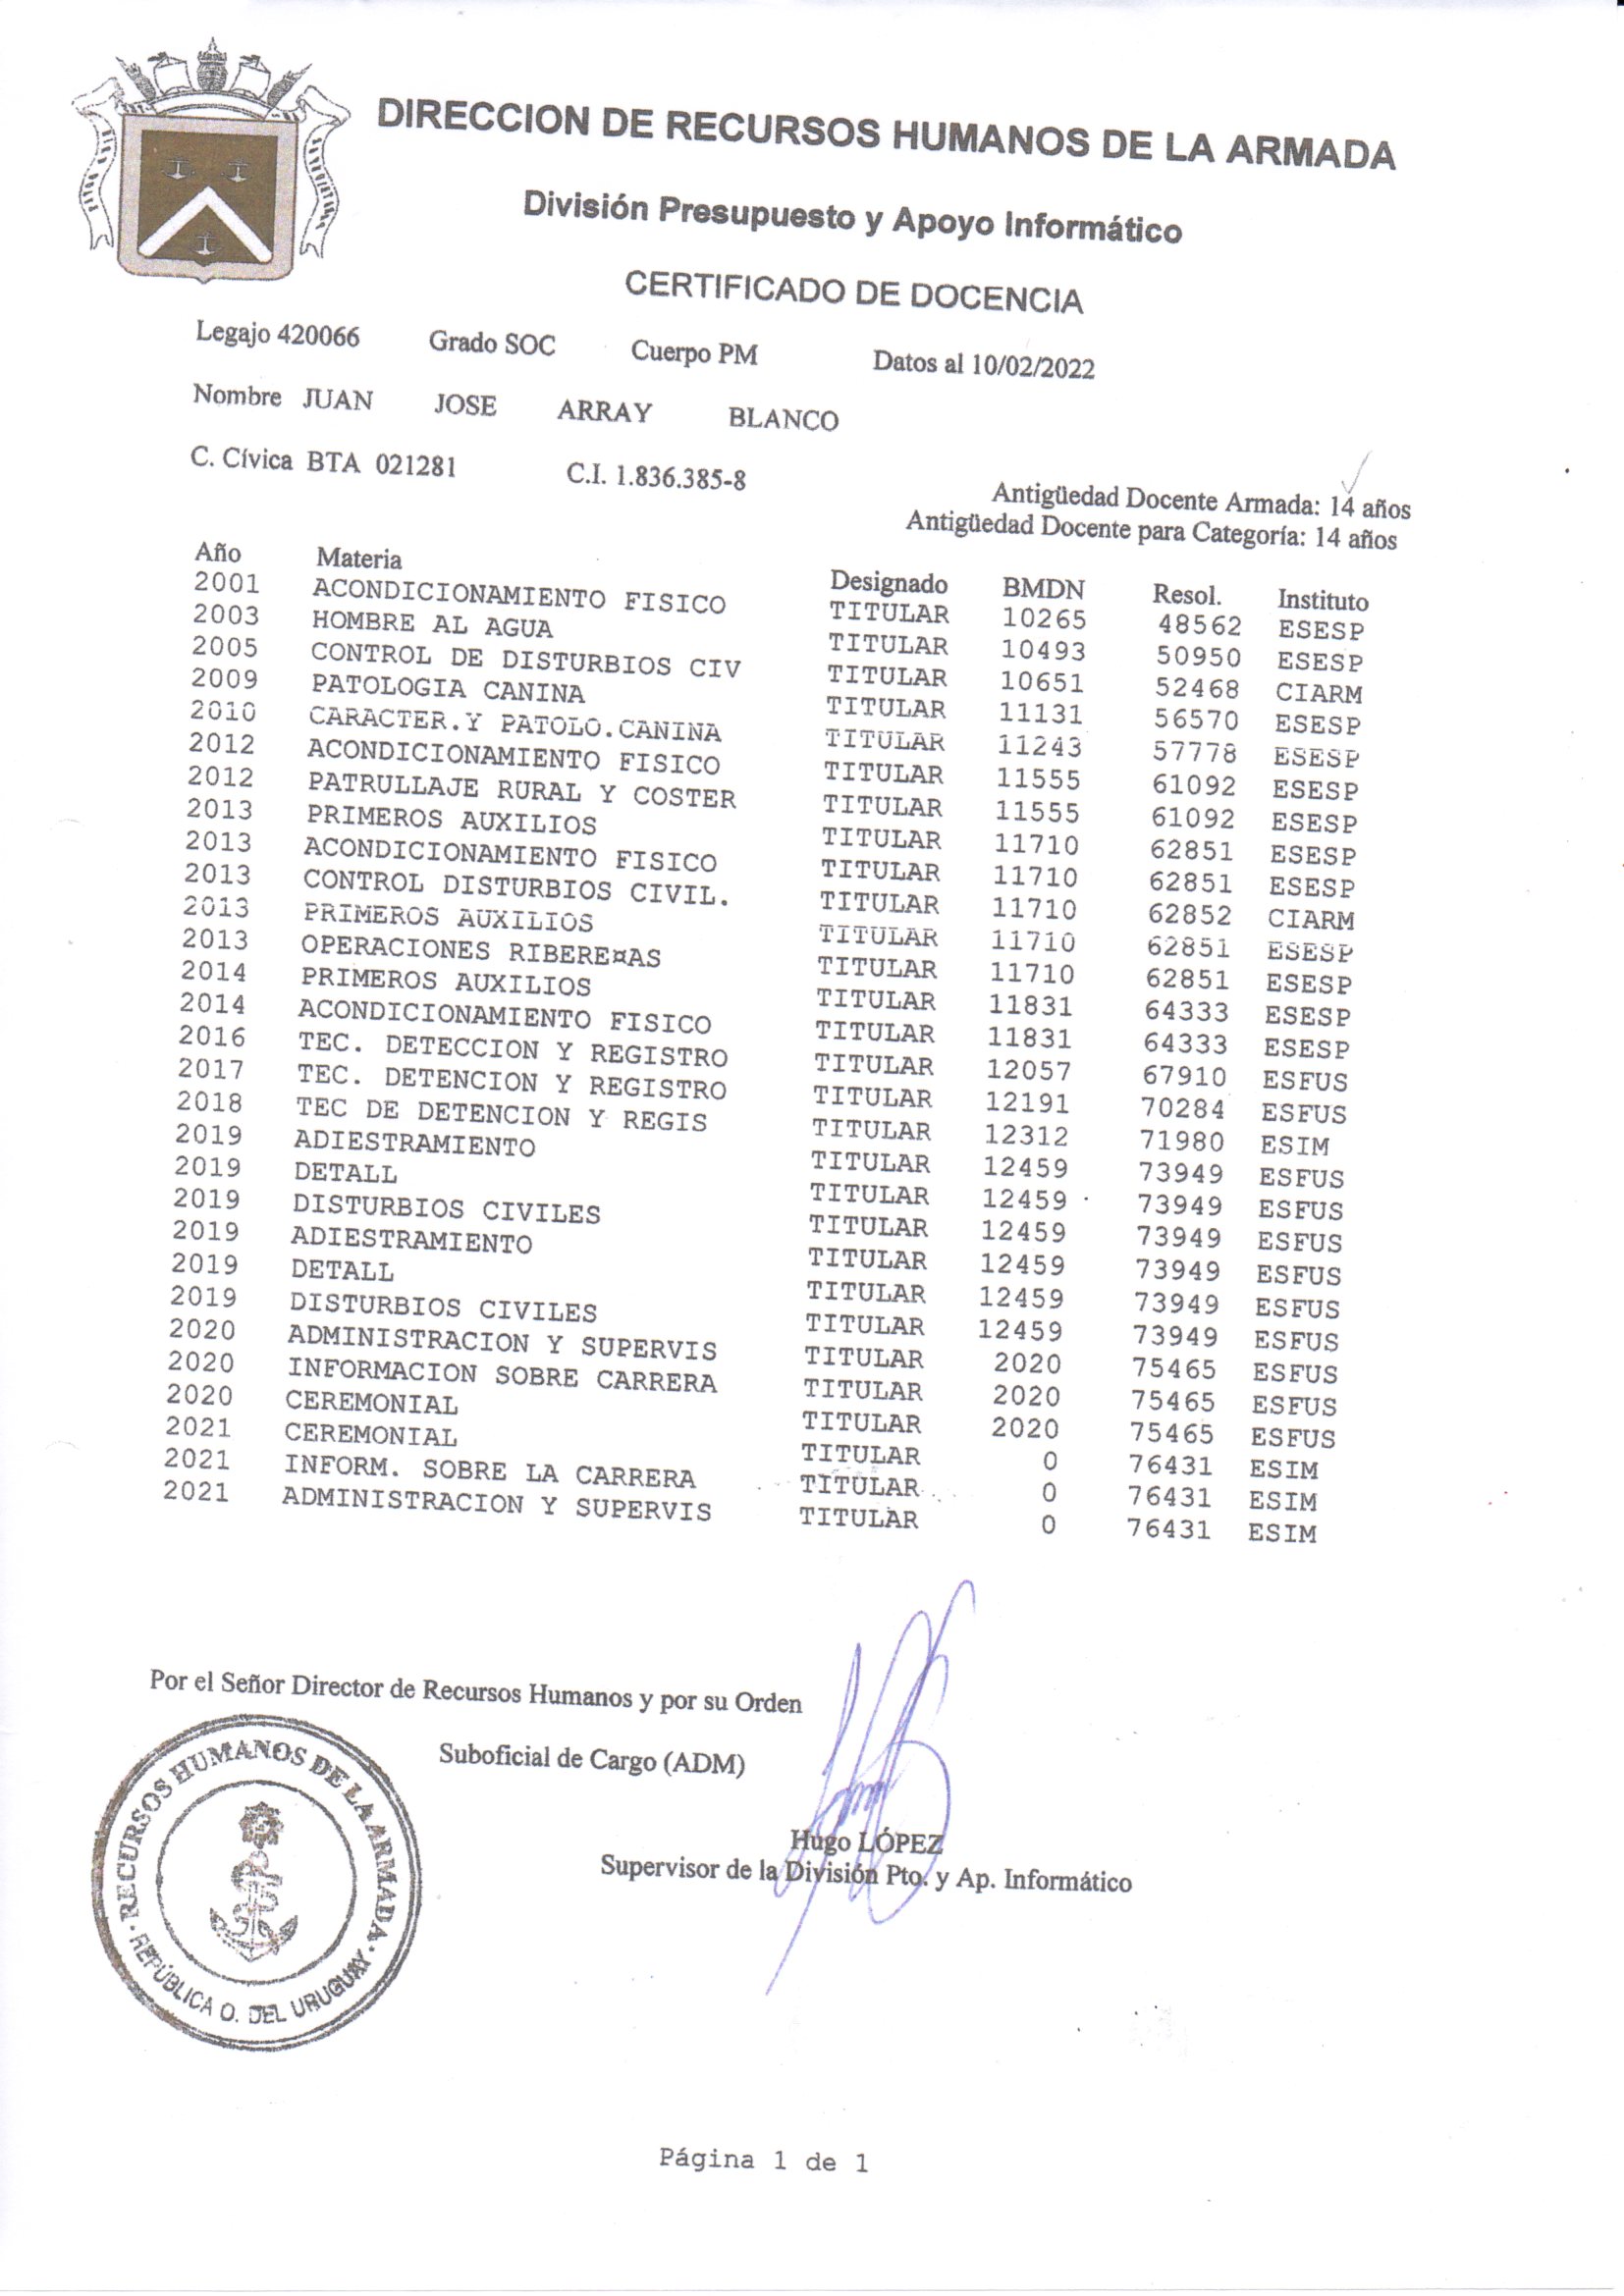 DIRECCION DE RECURSOS HUMANOS DE LA ARMADA
División Presupuesto y Apoyo Informático
CERTIFICADO DE DOCENCIA
Legajo 420066 Grado SOC Cuerpo PM Datos al 10/02/2022
Nombre JUAN JOSE ARRAY BLANCO
C. Cívica BTA 021281 C.I. 1.836.385-8
Antigüedad Docente Armada: 14 años
Antigüedad Docente para Categoría: 14 años
Año Materia Designado BMDN Resol. Instituto
2001 ACONDICIONAMIENTO FISICO TITULAR 10265 48562 ESESP
2003 HOMBRE AL AGUA TITULAR 10493 50950 ESESP
2005 CONTROL DE DISTURBIOS CIV TITULAR 10651 52468 CIARM
2009 PATOLOGIA CANINA TITULAR 11131 56570 ESESP
2010 CARACTER.Y PATOLO.CANINA TITULAR 11243 57778 ESESP
2012 ACONDICIONAMIENTO FISICO TITULAR 11555 61092 ESESP
2012 PATRULLAJE RURAL Y COSTER TITULAR 11555 61092 ESESP
2013 PRIMEROS AUXILIOS TITULAR 11710 62851 ESESP
2013 ACONDICIONAMIENTO FISICO TITULAR 11710 62851 ESESP
2013 CONTROL DISTURBIOS CIVIL. TITULAR 11710 62852 CIARM
2013 PRIMEROS AUXILIOS TITULAR 11710 62851 ESESP
2013 OPERACIONES RIBERE¤AS TITULAR 11710 62851 ESESP
2014 PRIMEROS AUXILIOS TITULAR 11831 64333 ESESP
2014 ACONDICIONAMIENTO FISICO TITULAR 11831 64333 ESESP
2016 TEC. DETECCION Y REGISTRO TITULAR 12057 67910 ESFUS
2017 TEC. DETENCION Y REGISTRO TITULAR 12191 70284 ESFUS
2018 TEC DE DETENCION Y REGIS TITULAR 12312 71980 ESIM
2019 ADIESTRAMIENTO TITULAR 12459 73949 ESFUS
2019 DETALL TITULAR 12459 73949 ESFUS
2019 DISTURBIOS CIVILES TITULAR 12459 73949 ESFUS
2019 ADIESTRAMIENTO TITULAR 12459 73949 ESFUS
2019 DETALL TITULAR 12459 73949 ESFUS
2019 DISTURBIOS CIVILES TITULAR 12459 73949 ESFUS
2020 ADMINISTRACION Y SUPERVIS TITULAR 2020 75465 ESFUS
2020 INFORMACION SOBRE CARRERA TITULAR 2020 75465 ESFUS
2020 CEREMONIAL TITULAR 2020 75465 ESFUS
2021 CEREMONIAL TITULAR 0 76431 ESIM
2021 INFORM. SOBRE LA CARRERA TITULAR 0 76431 ESIM
2021 ADMINISTRACION Y SUPERVIS TITULAR 0 76431 ESIM
Por el Señor Director de Recursos Humanos y por su Orden
Suboficial de Cargo (ADM)
Hugo LÓPEZ
Supervisor de la División Pto. y Ap. Informático
· RECURSOS HUMANOS DE LA ARMADA ·
REPÚBLICA O. DEL URUGUAY
Página 1 de 1